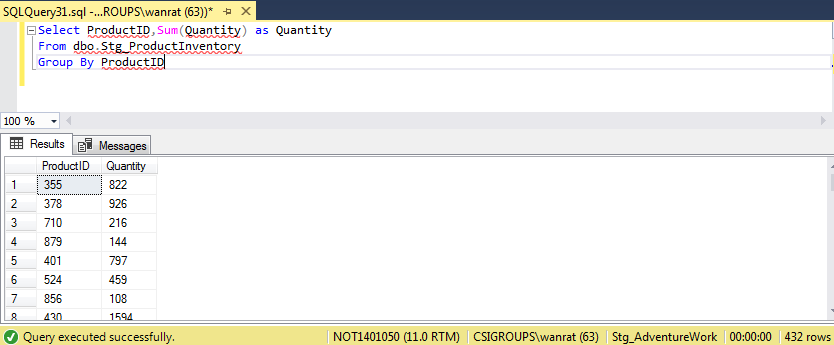 SQLQuery31.sql -...ROUPS\wanrat (63))*
Select ProductID,Sum(Quantity) as Quantity
From dbo.Stg_ProductInventory
Group By ProductID
100 %
Results Messages
ProductID Quantity
1 355 822
2 378 926
3 710 216
4 879 144
5 401 797
6 524 459
7 856 108
8 430 1594
Query executed successfully. NOT1401050 (11.0 RTM) CSIGROUPS\wanrat (63) Stg_AdventureWork 00:00:00 432 rows